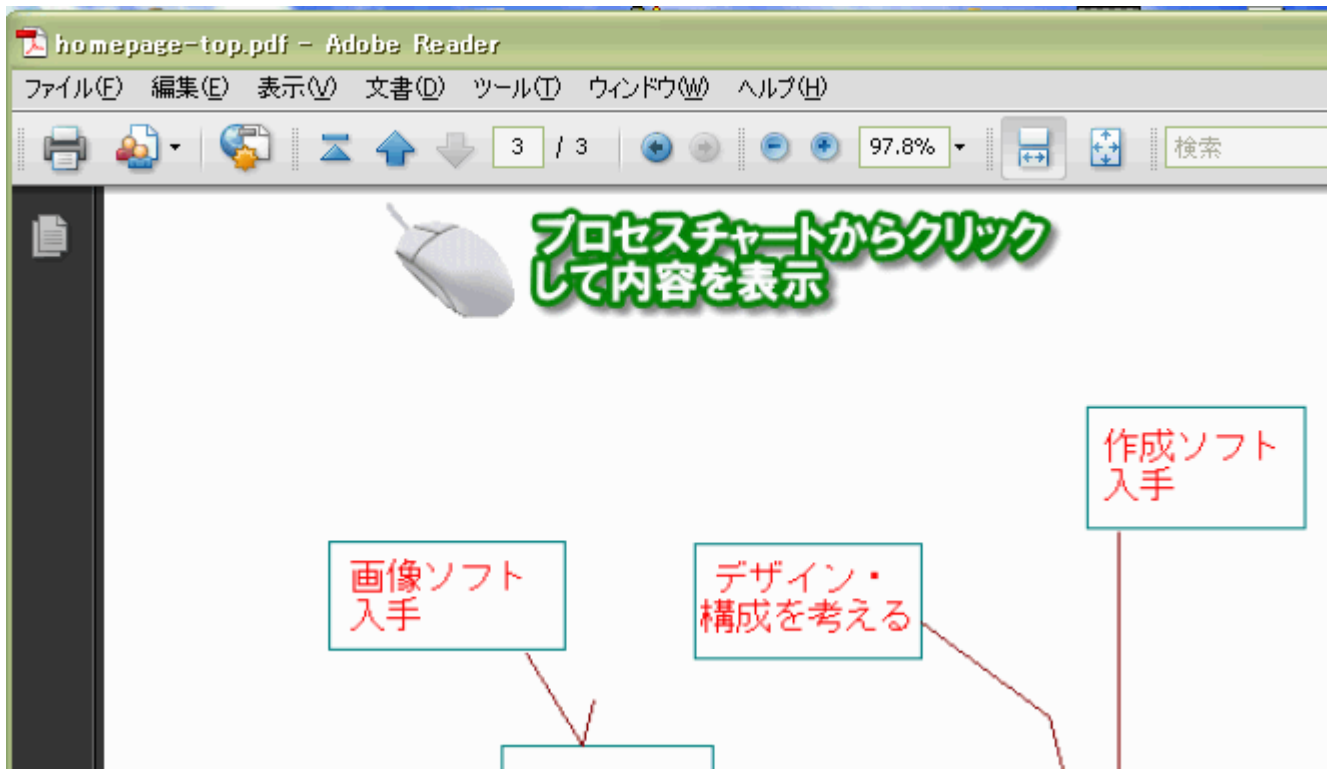 homepage-top.pdf - Adobe Reader
ファイル(F) 編集(E) 表示(V) 文書(D) ツール(T) ウィンドウ(W) ヘルプ(H)
3 / 3 97.8% 検索
プロセスチャートからクリック
して内容を表示
作成ソフト
入手
画像ソフト
入手
デザイン・
構成を考える